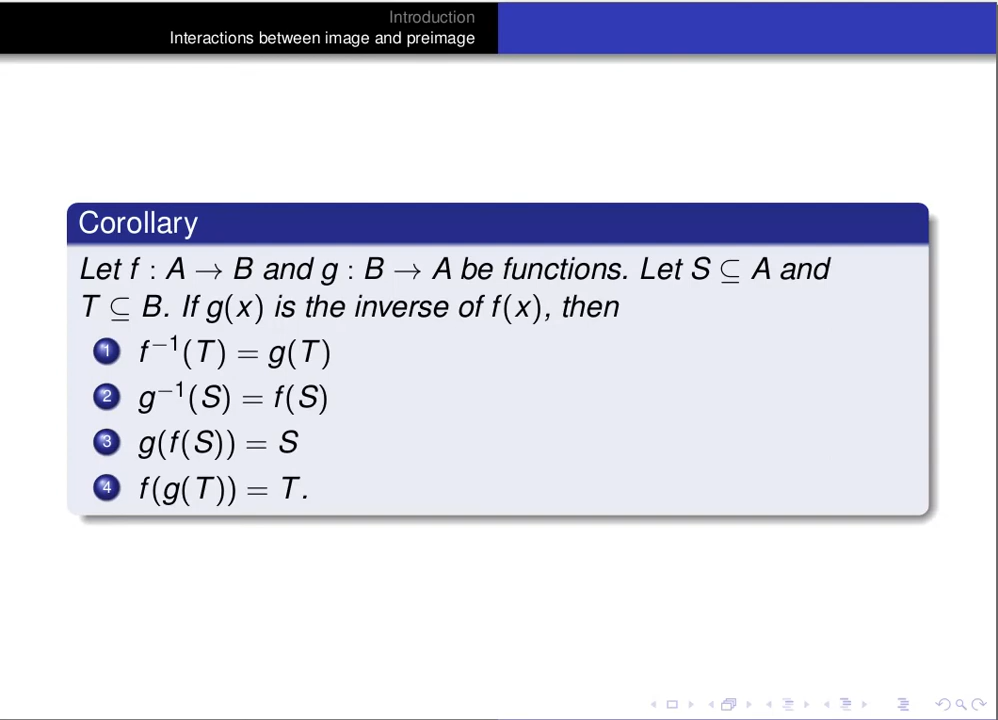 Introduction
Interactions between image and preimage
Corollary
Let f : A → B and g : B → A be functions. Let S ⊆ A and
T ⊆ B. If g(x) is the inverse of f(x), then
1 f⁻¹(T) = g(T)
2 g⁻¹(S) = f(S)
3 g(f(S)) = S
4 f(g(T)) = T.